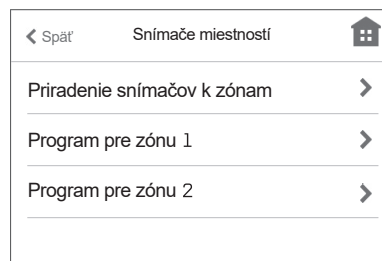 Späť Snímače miestností
Priradenie snímačov k zónam
Program pre zónu 1
Program pre zónu 2